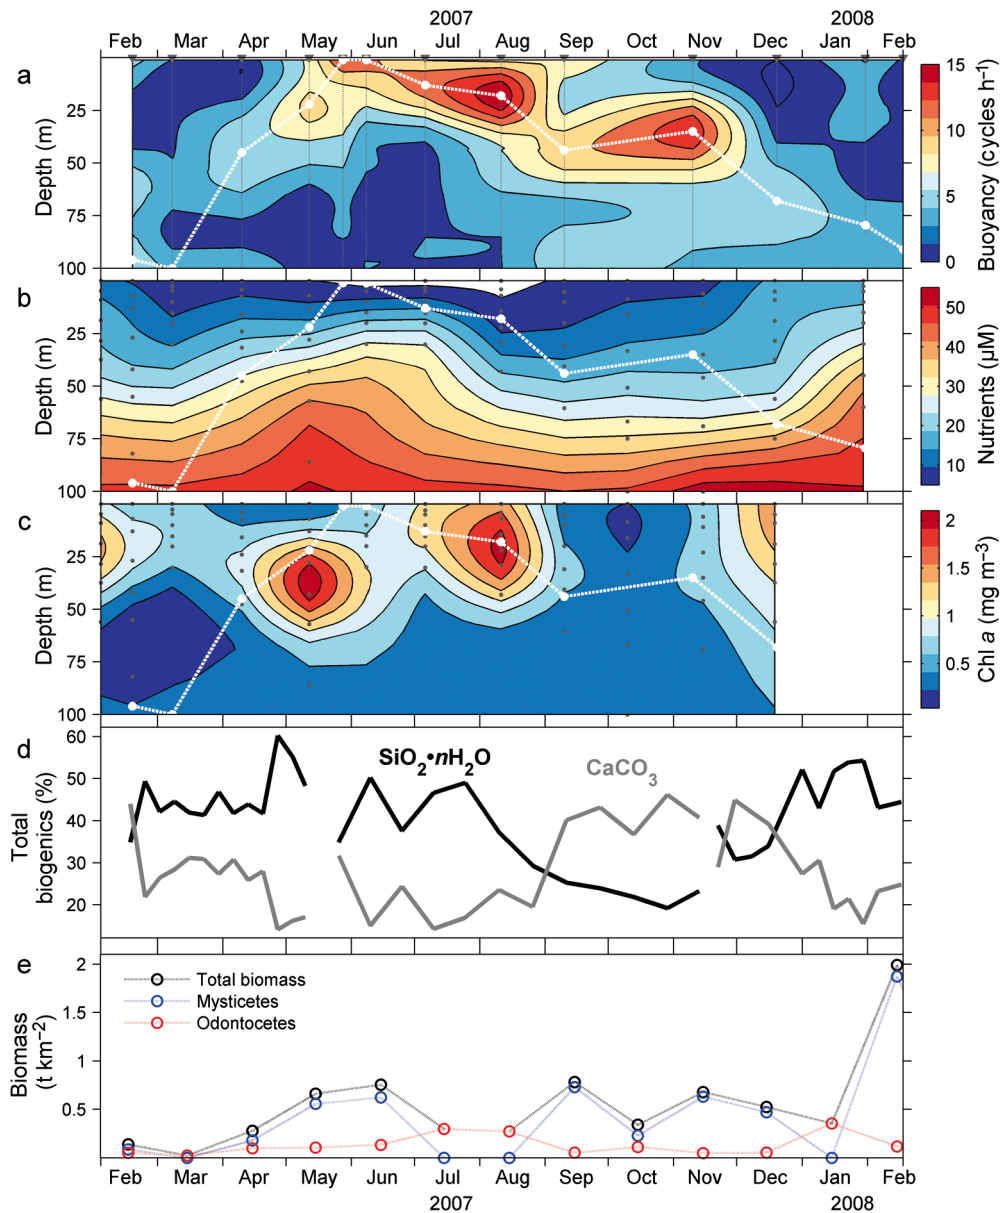 2007 2008
Feb Mar Apr May Jun Jul Aug Sep Oct Nov Dec Jan Feb
a
Depth (m)
25
50
75
100
15
10
5
0
Buoyancy (cycles h⁻¹)
b
Depth (m)
25
50
75
100
50
40
30
20
10
Nutrients (µM)
c
Depth (m)
25
50
75
100
2
1.5
1
0.5
Chl a (mg m⁻³)
d
Total
biogenics (%)
60
50
40
30
20
SiO₂•nH₂O
CaCO₃
e
Biomass
(t km⁻²)
2
1.5
1
0.5
Total biomass
Mysticetes
Odontocetes
Feb Mar Apr May Jun Jul Aug Sep Oct Nov Dec Jan Feb
2007 2008